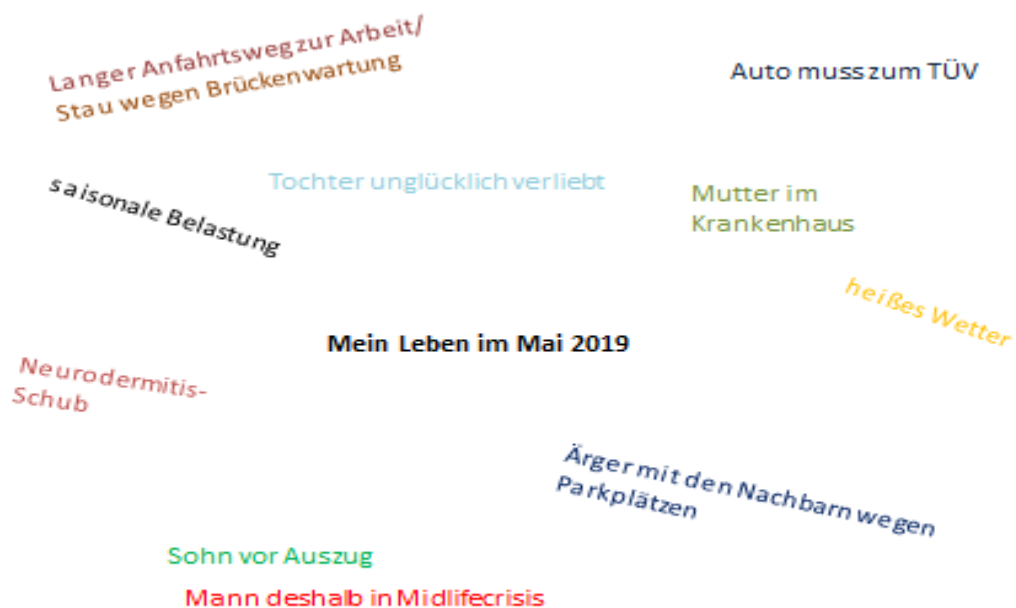 Langer Anfahrtsweg zur Arbeit/
Stau wegen Brückenwartung
Auto muss zum TÜV
saisonale Belastung
Tochter unglücklich verliebt
Mutter im
Krankenhaus
heißes Wetter
Mein Leben im Mai 2019
Neurodermitis-
Schub
Ärger mit den Nachbarn wegen
Parkplätzen
Sohn vor Auszug
Mann deshalb in Midlifecrisis